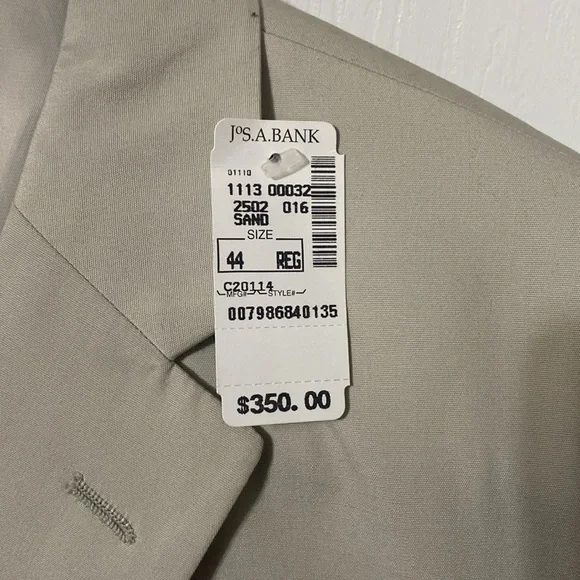 JoS.A.BANK
01110
1113 00032
2502 016
SAND
SIZE
44 REG
C20114
MFG# STYLE#
007986840135
$350.00